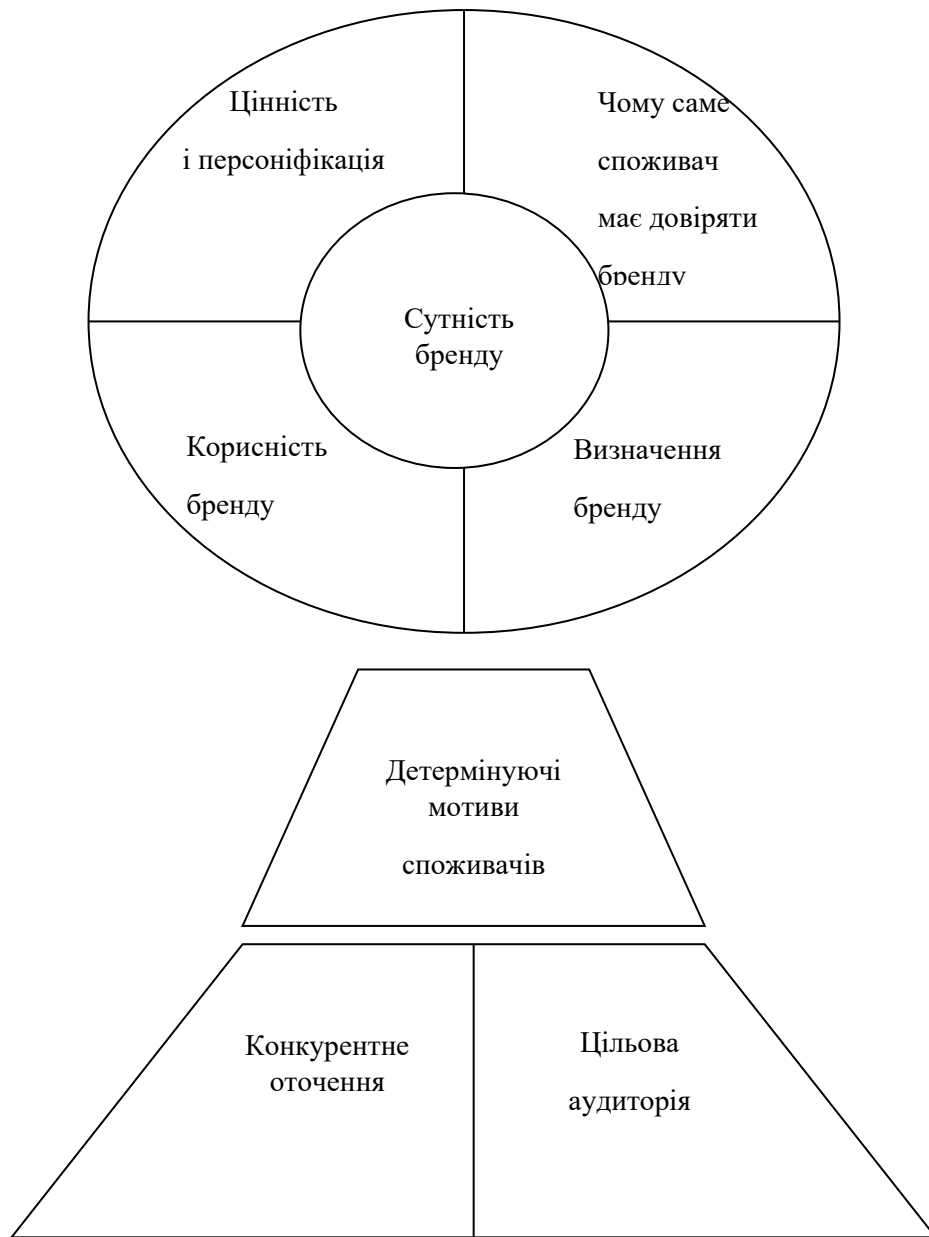 Цінність
і персоніфікація
Чому саме
споживач
має довіряти
бренду
Сутність
бренду
Корисність
бренду
Визначення
бренду
Детермінуючі
мотиви
споживачів
Конкурентне
оточення
Цільова
аудиторія